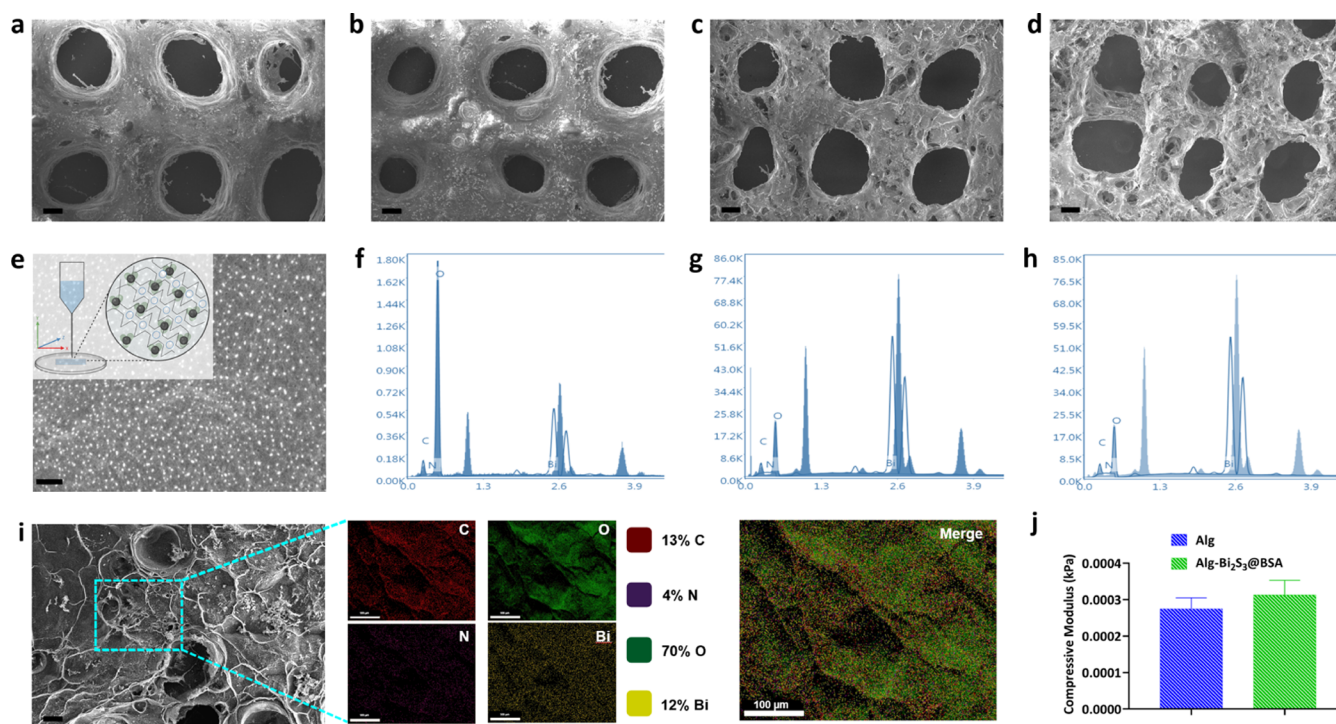 a
b
c
d
e
f
1.80K
1.62K
1.44K
1.26K
1.08K
0.90K
0.72K
0.54K
0.36K
0.18K
0.00K
0.0
1.3
2.6
3.9
C
N
O
Bi
g
86.0K
77.4K
68.8K
60.2K
51.6K
43.0K
34.4K
25.8K
17.2K
8.6K
0.0K
0.0
1.3
2.6
3.9
C
N
O
Bi
h
85.0K
76.5K
68.0K
59.5K
51.0K
42.5K
34.0K
25.5K
17.0K
8.5K
0.00K
0.0
1.3
2.6
3.9
C
N
O
Bi
i
C
O
N
Bi
13% C
4% N
70% O
12% Bi
Merge
100 µm
j
Alg
Alg-Bi₂S₃@BSA
Compressive Modulus (kPa)
0.0004
0.0003
0.0002
0.0001
0.0000